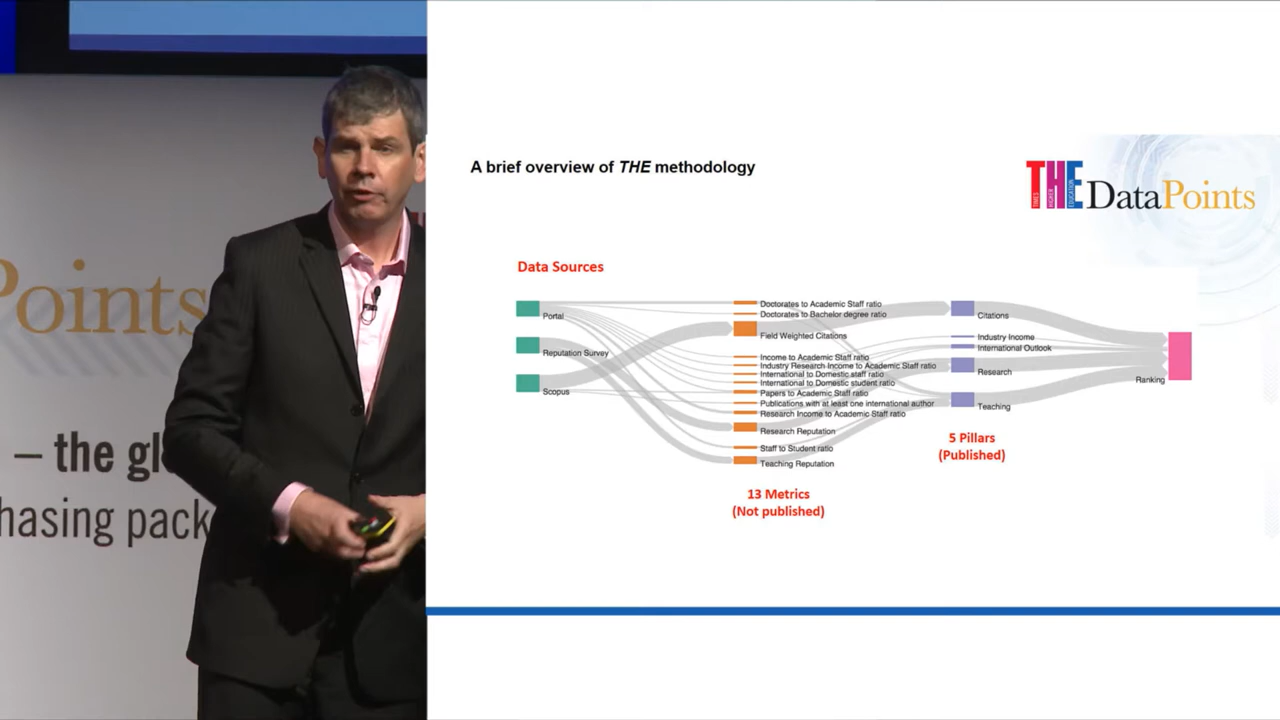 Points
– the gl
hasing pack
A brief overview of THE methodology
THE
TIMES
HIGHER
EDUCATION
DataPoints
Data Sources
Portal
Reputation Survey
Scopus
Doctorates to Academic Staff ratio
Doctorates to Bachelor degree ratio
Field Weighted Citations
Income to Academic Staff ratio
Industry Research Income to Academic Staff ratio
International to Domestic staff ratio
International to Domestic student ratio
Papers to Academic Staff ratio
Publications with at least one international author
Research Income to Academic Staff ratio
Research Reputation
Staff to Student ratio
Teaching Reputation
13 Metrics
(Not published)
Citations
Industry Income
International Outlook
Research
Teaching
5 Pillars
(Published)
Ranking